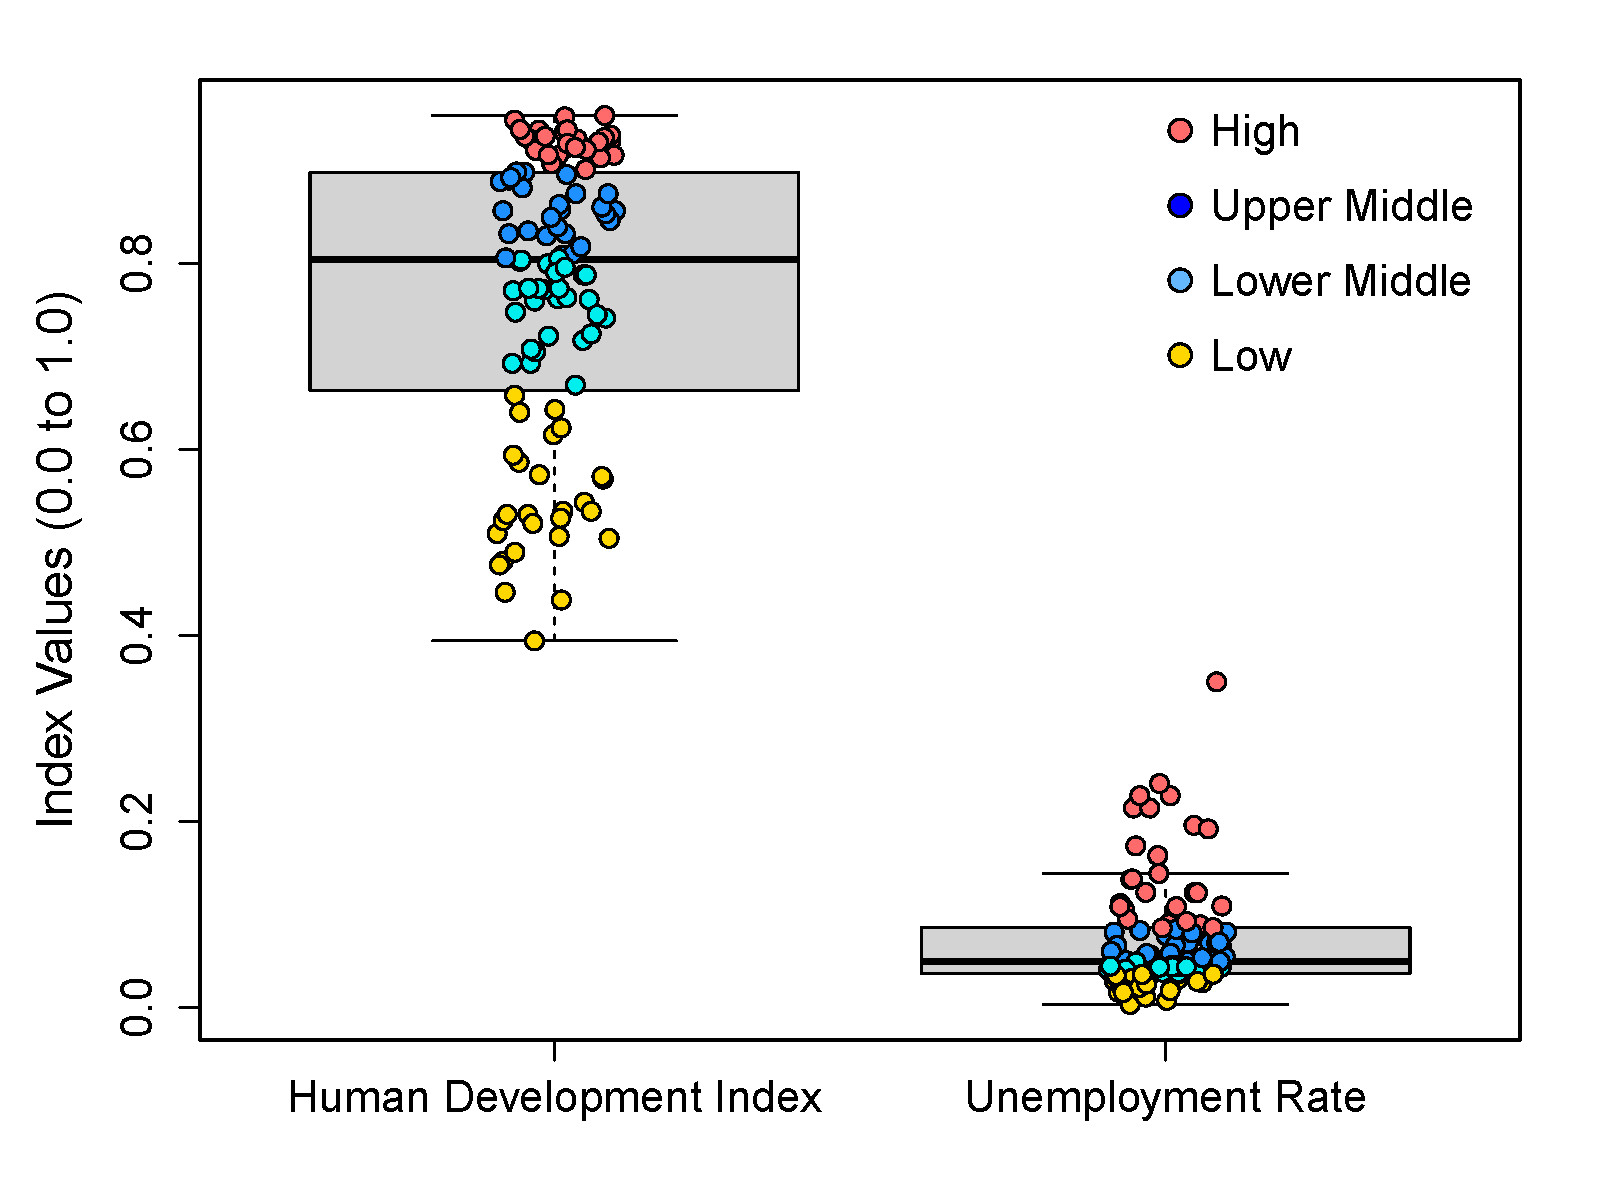 Index Values (0.0 to 1.0)
0.8
0.6
0.4
0.2
0.0
High
Upper Middle
Lower Middle
Low
Human Development Index
Unemployment Rate